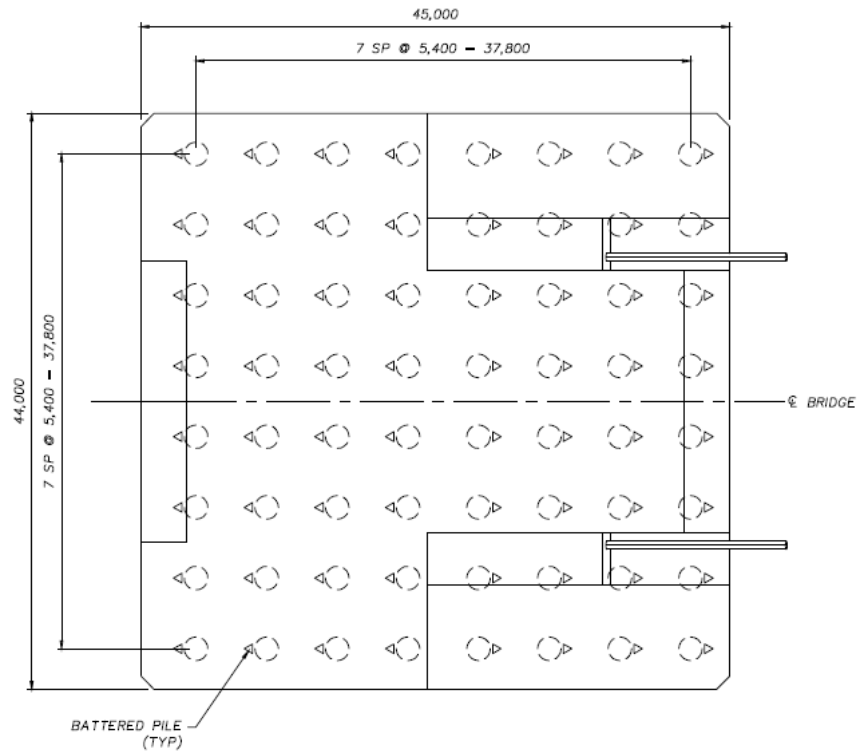 45,000
7 SP @ 5,400 – 37,800
44,000
7 SP @ 5,400 – 37,800
℄ BRIDGE
BATTERED PILE
(TYP)